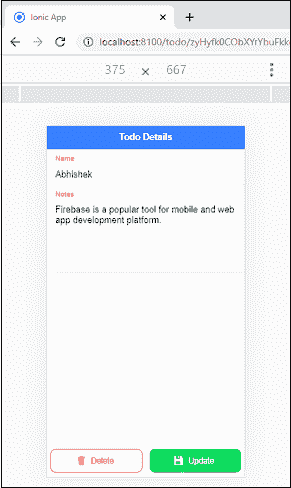 Ionic App
localhost:8100/todo/
375 × 667
Todo Details
Name
Abhishek
Notes
Firebase is a popular tool for mobile and web
app development platform.
Delete
Update